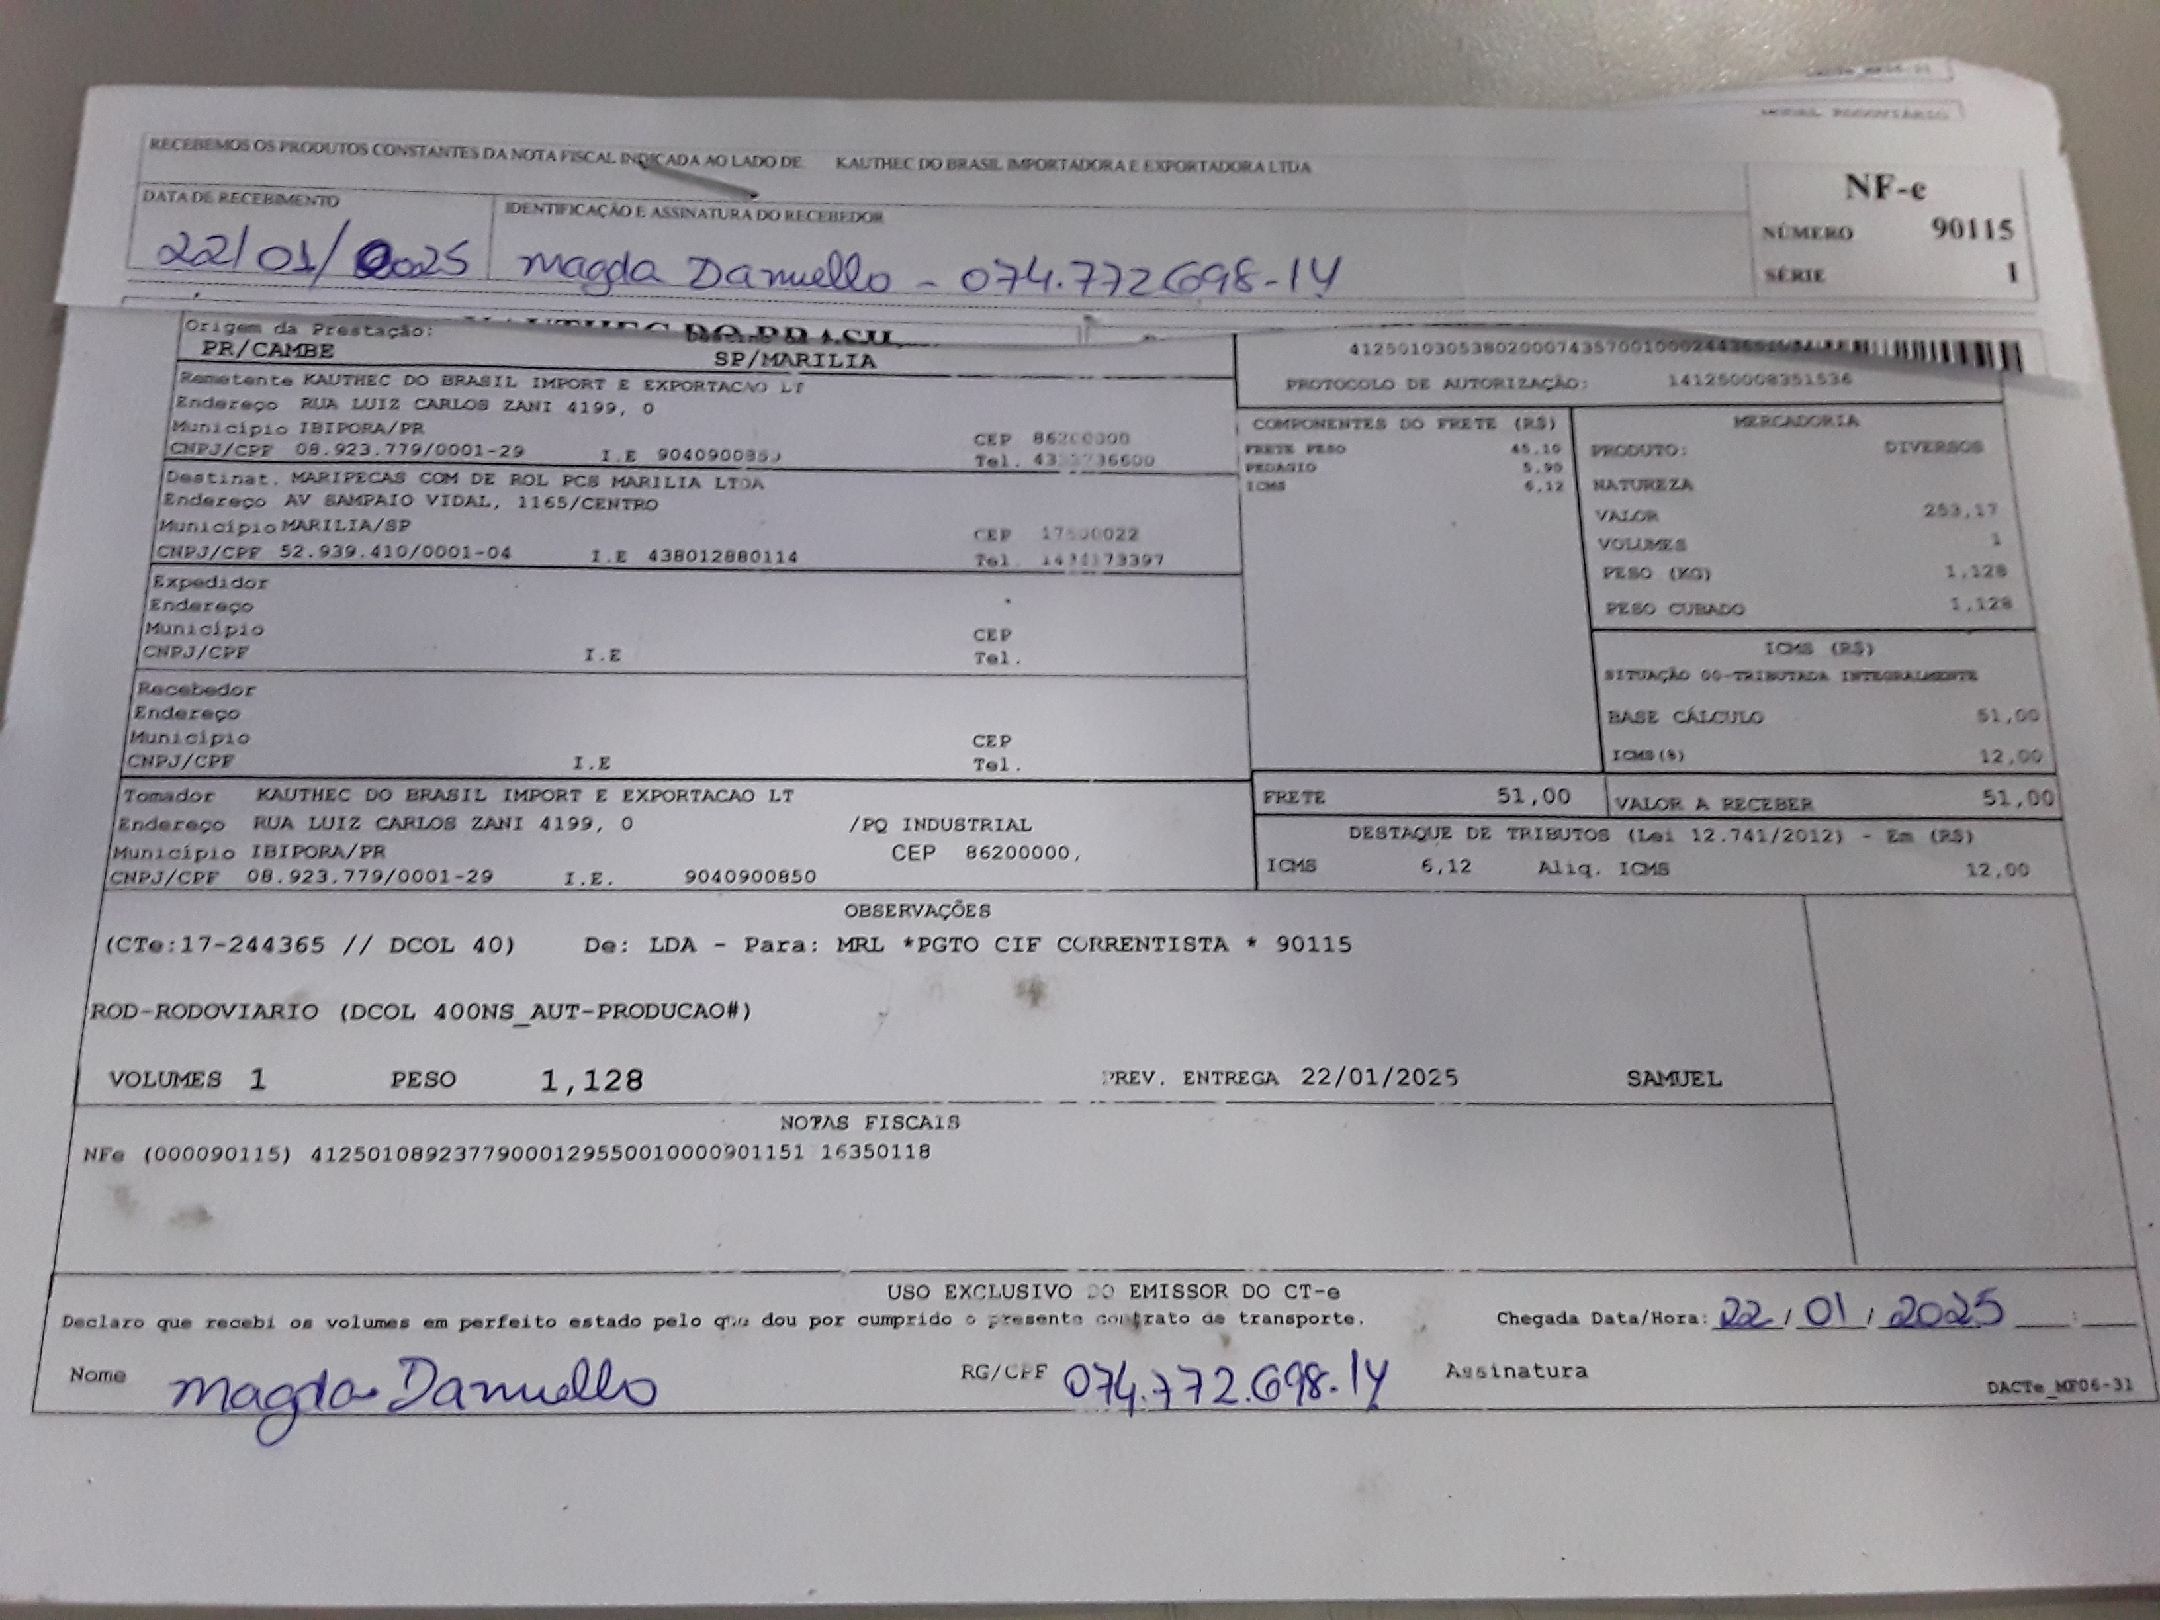 MODAL RODOVIÁRIO
RECEBEMOS OS PRODUTOS CONSTANTES DA NOTA FISCAL INDICADA AO LADO DE KAUTHEC DO BRASIL IMPORTADORA E EXPORTADORA LTDA
NF-e
NÚMERO 90115
SÉRIE 1
DATA DE RECEBIMENTO
22/01/2025
IDENTIFICAÇÃO E ASSINATURA DO RECEBEDOR
Magda Danuello - 074.772698-14
Origem da Prestação:
PR/CAMBE
SP/MARILIA
Remetente KAUTHEC DO BRASIL IMPORT E EXPORTACAO LT
Endereço RUA LUIZ CARLOS ZANI 4199, 0
Município IBIPORA/PR
CEP
CNPJ/CPF 08.923.779/0001-29 I.E 9040900850
Tel.
Destinat. MARIPECAS COM DE ROL PCS MARILIA LTDA
Endereço AV SAMPAIO VIDAL, 1165/CENTRO
Município MARILIA/SP
CEP
CNPJ/CPF 52.939.410/0001-04 I.E 438012880114
Tel.
Expedidor
Endereço
Município CEP
CNPJ/CPF I.E Tel.
Recebedor
Endereço
Município CEP
CNPJ/CPF I.E Tel.
Tomador KAUTHEC DO BRASIL IMPORT E EXPORTACAO LT
Endereço RUA LUIZ CARLOS ZANI 4199, 0 /PQ INDUSTRIAL
Município IBIPORA/PR CEP 86200000,
CNPJ/CPF 08.923.779/0001-29 I.E. 9040900850
PROTOCOLO DE AUTORIZAÇÃO: 141250008351536
COMPONENTES DO FRETE (R$)
FRETE PESO 45,10
PEDAGIO 5,90
ICMS 6,12
MERCADORIA
PRODUTO: DIVERSOS
NATUREZA
VALOR 253,17
VOLUMES 1
PESO (KG) 1,128
PESO CUBADO 1,128
ICMS (R$)
SITUAÇÃO 00-TRIBUTADA INTEGRALMENTE
BASE CÁLCULO 51,00
ICMS(%) 12,00
FRETE 51,00
VALOR A RECEBER 51,00
DESTAQUE DE TRIBUTOS (Lei 12.741/2012) - Em (R$)
ICMS 6,12 Aliq. ICMS 12,00
OBSERVAÇÕES
(CTe:17-244365 // DCOL 40) De: LDA - Para: MRL *PGTO CIF CORRENTISTA * 90115
ROD-RODOVIARIO (DCOL 400NS_AUT-PRODUCAO#)
VOLUMES 1 PESO 1,128 PREV. ENTREGA 22/01/2025 SAMUEL
NOTAS FISCAIS
NFe (000090115) 41250108923779000129550010000901151 16350118
USO EXCLUSIVO DO EMISSOR DO CT-e
Declaro que recebi os volumes em perfeito estado pelo que dou por cumprido o presente contrato de transporte.
Chegada Data/Hora: 22/01/2025 :
Nome Magda Danuello
RG/CPF 074.772.698.14
Assinatura
DACTe_MF06-31